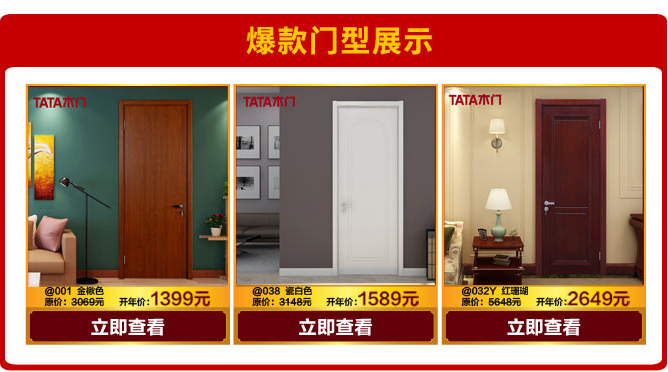 爆款门型展示
TATA木门
@001 金橄色
原价：3069元 开年价：1399元
立即查看
TATA木门
@038 瓷白色
原价：3148元 开年价：1589元
立即查看
TATA木门
@032Y 红珊瑚
原价：5648元 开年价：2649元
立即查看